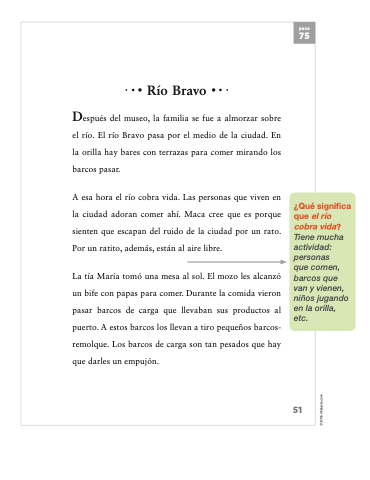 PASO
75
Río Bravo
Después del museo, la familia se fue a almorzar sobre
el río. El río Bravo pasa por el medio de la ciudad. En
la orilla hay bares con terrazas para comer mirando los
barcos pasar.
A esa hora el río cobra vida. Las personas que viven en
la ciudad adoran comer ahí. Maca cree que es porque
sienten que escapan del ruido de la ciudad por un rato.
Por un ratito, además, están al aire libre.
La tía María tomó una mesa al sol. El mozo les alcanzó
un bife con papas para comer. Durante la comida vieron
pasar barcos de carga que llevaban sus productos al
puerto. A estos barcos los llevan a tiro pequeños barcos-
remolque. Los barcos de carga son tan pesados que hay
que darles un empujón.
¿Qué significa
que el río
cobra vida?
Tiene mucha
actividad:
personas
que comen,
barcos que
van y vienen,
niños jugando
en la orilla,
etc.
51